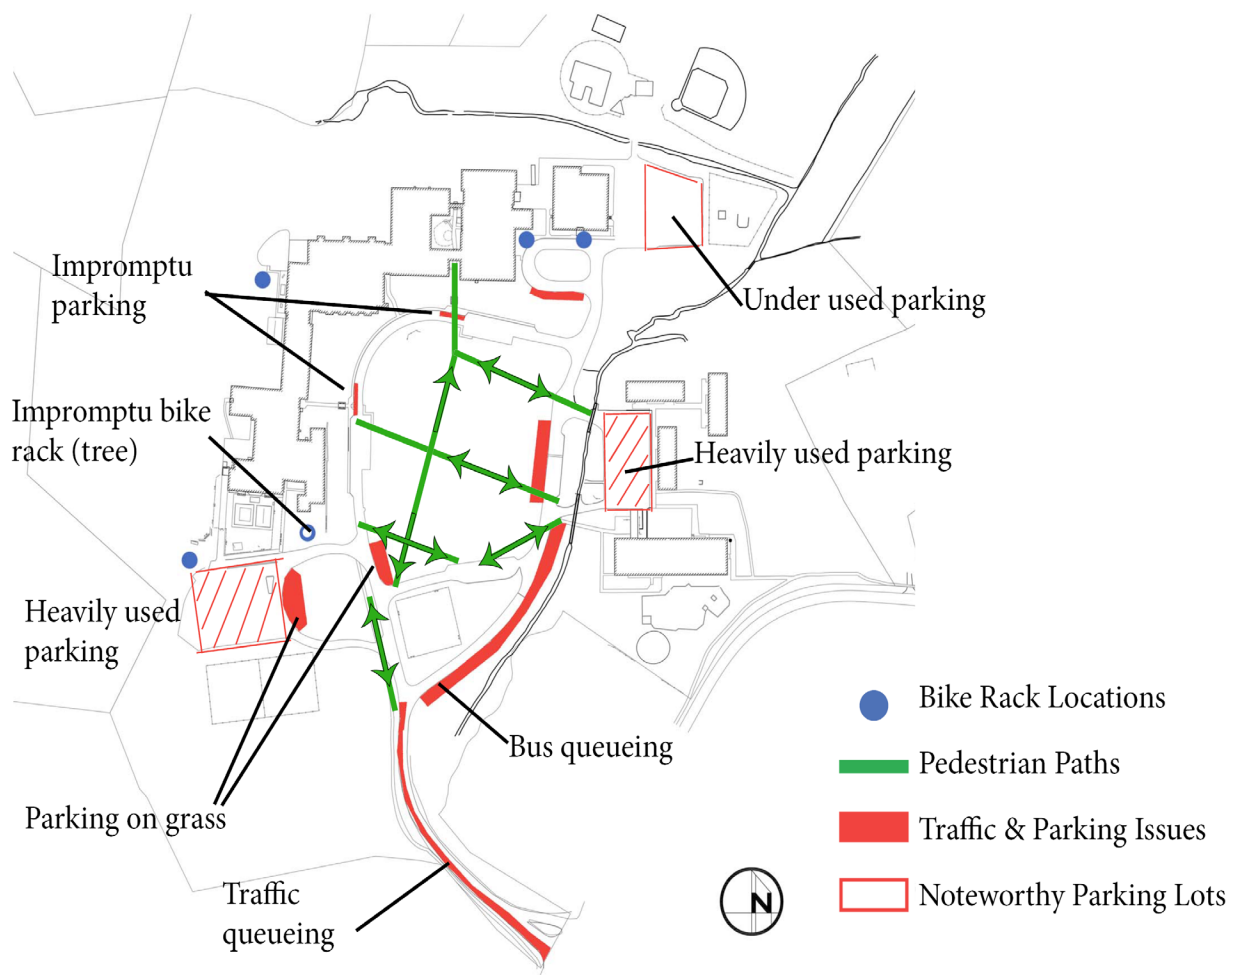 Impromptu
parking
Under used parking
Impromptu bike
rack (tree)
Heavily used parking
Heavily used
parking
Bike Rack Locations
Bus queueing
Pedestrian Paths
Parking on grass
Traffic & Parking Issues
Traffic
queueing
Noteworthy Parking Lots
N